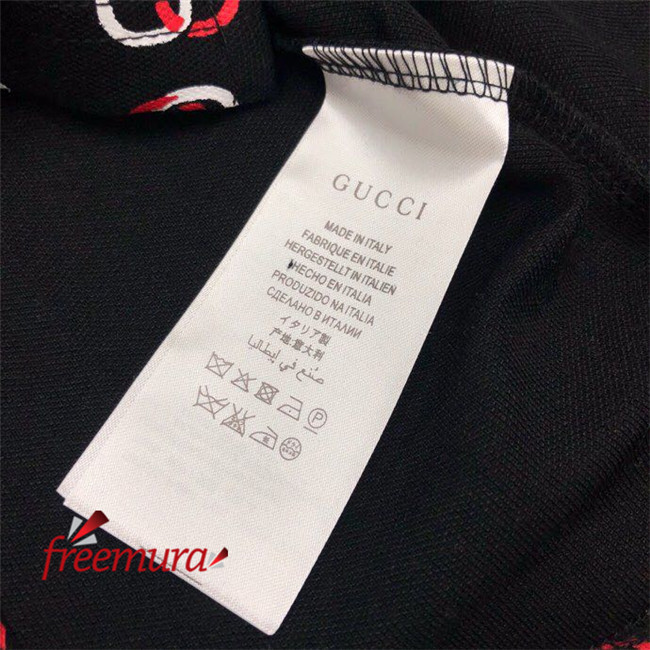 GUCCI
MADE IN ITALY
FABRIQUE EN ITALIE
HERGESTELLT IN ITALIEN
HECHO EN ITALIA
PRODUZIDO NA ITALIA
СДЕЛАНО В ИТАЛИИ
イタリア製
产地:意大利
صنع في إيطاليا
P
freemura